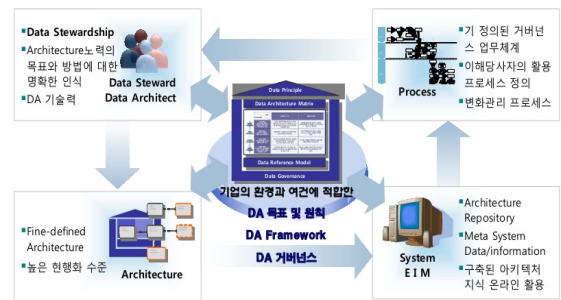 ▪Data Stewardship
▪Architecture노력의
목표와 방법에 대한
명확한 인식
▪DA 기술력
Data Steward
Data Architect
▪기 정의된 거버넌
스 업무체계
▪이해당사자의 활용
프로세스 정의
▪변화관리 프로세스
Process
Data Principle
Data Architecture Matrix
Data Reference Model
Data Governance
기업의 환경과 여건에 적합한
DA 목표 및 원칙
DA Framework
DA 거버넌스
▪Fine-defined
Architecture
▪높은 현행화 수준
Architecture
System
E I M
▪Architecture
Repository
▪Meta System
Data/information
▪구축된 아키텍처
지식 온라인 활용